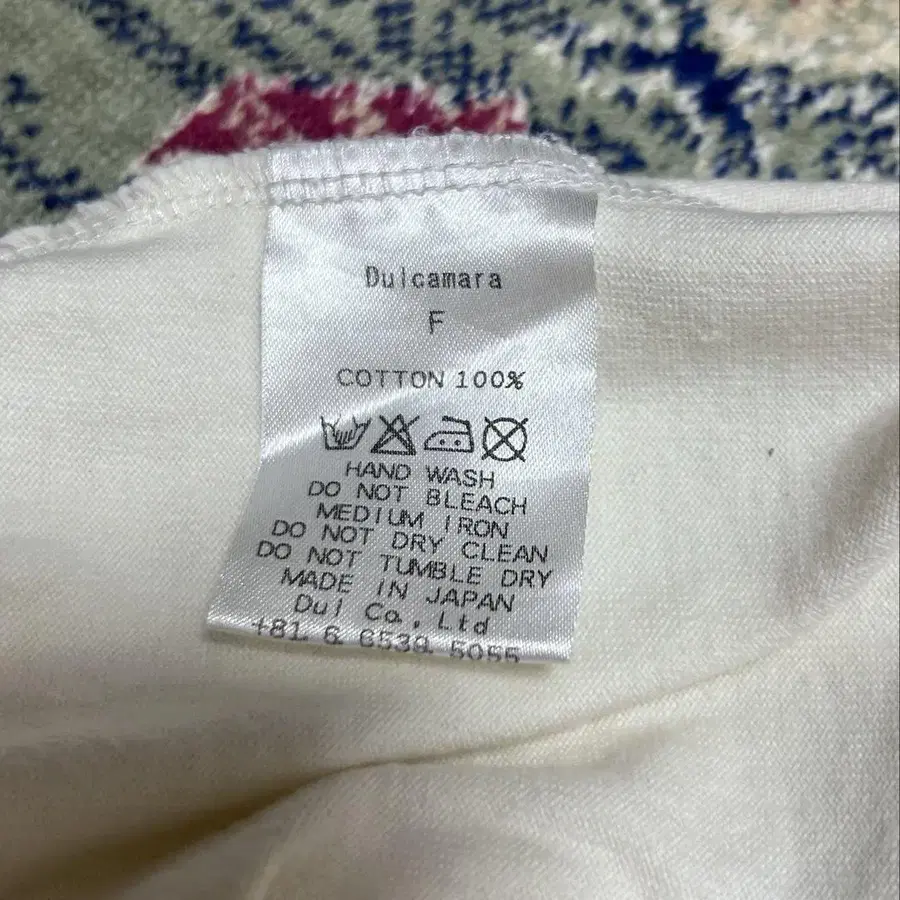 Dulcamara
F
COTTON 100%
HAND WASH
DO NOT BLEACH
MEDIUM IRON
DO NOT DRY CLEAN
DO NOT TUMBLE DRY
MADE IN JAPAN
Dul Co., Ltd
+81 6 6539 5055